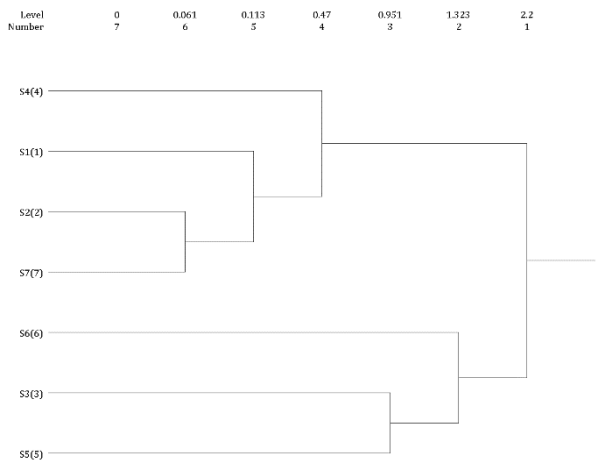 Level 0 0.061 0.113 0.47 0.951 1.323 2.2
Number 7 6 5 4 3 2 1
S4(4)
S1(1)
S2(2)
S7(7)
S6(6)
S3(3)
S5(5)